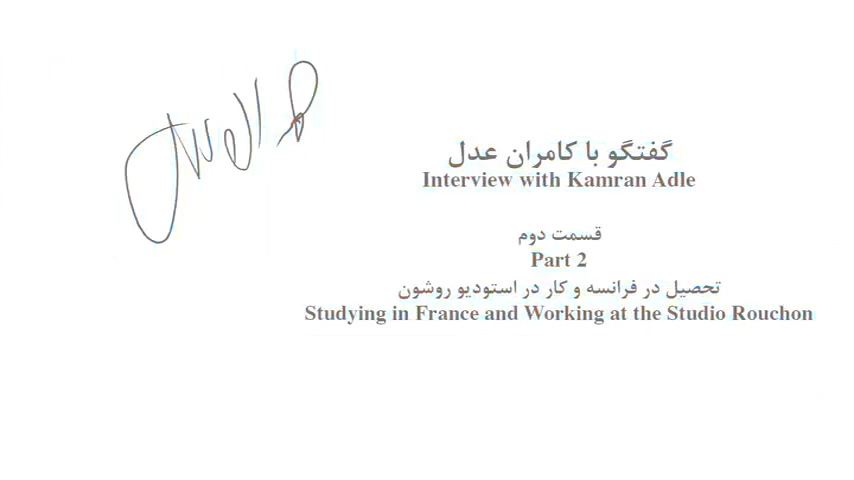 گفتگو با کامران عدل
Interview with Kamran Adle
قسمت دوم
Part 2
تحصیل در فرانسه و کار در استودیو روشون
Studying in France and Working at the Studio Rouchon